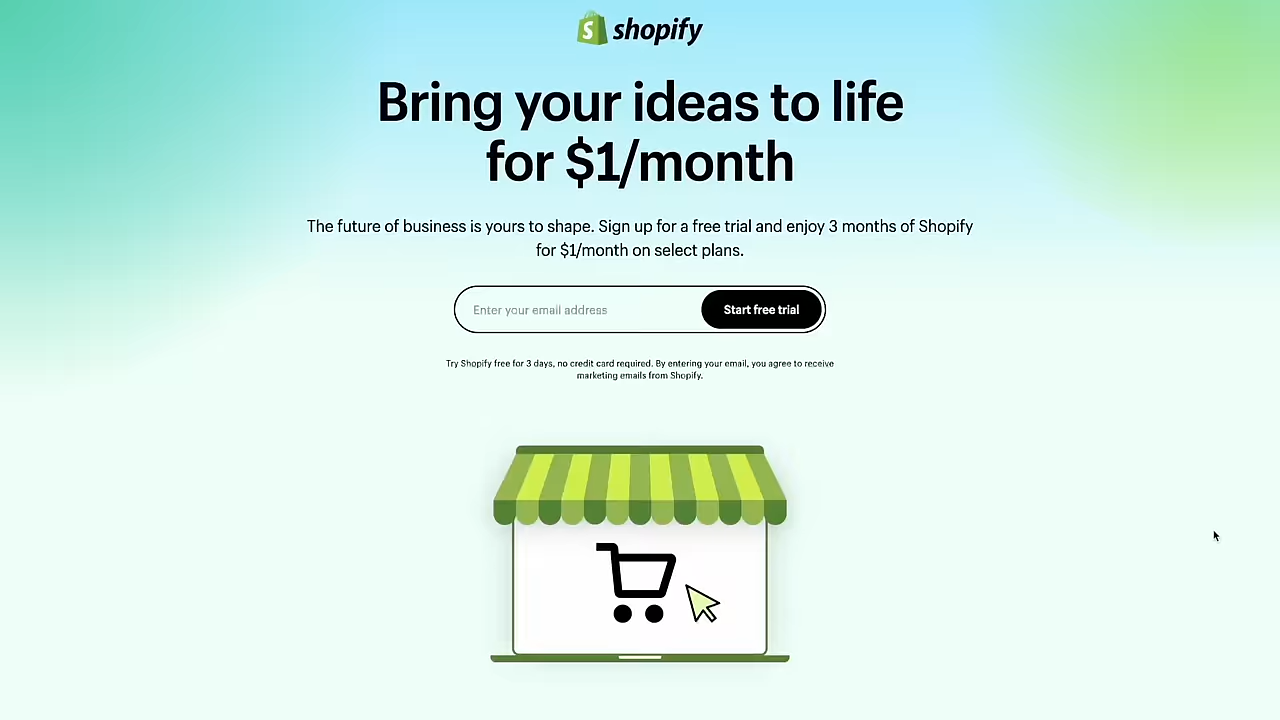 shopify
Bring your ideas to life
for $1/month
The future of business is yours to shape. Sign up for a free trial and enjoy 3 months of Shopify
for $1/month on select plans.
Enter your email address
Start free trial
Try Shopify free for 3 days, no credit card required. By entering your email, you agree to receive
marketing emails from Shopify.